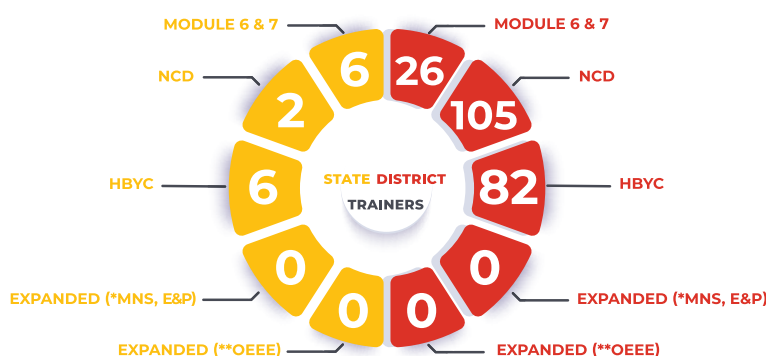 MODULE 6 & 7
MODULE 6 & 7
6
26
NCD
NCD
2
105
HBYC
HBYC
6
82
STATE DISTRICT
TRAINERS
0
0
EXPANDED (*MNS, E&P)
EXPANDED (*MNS, E&P)
0
0
EXPANDED (**OEEE)
EXPANDED (**OEEE)